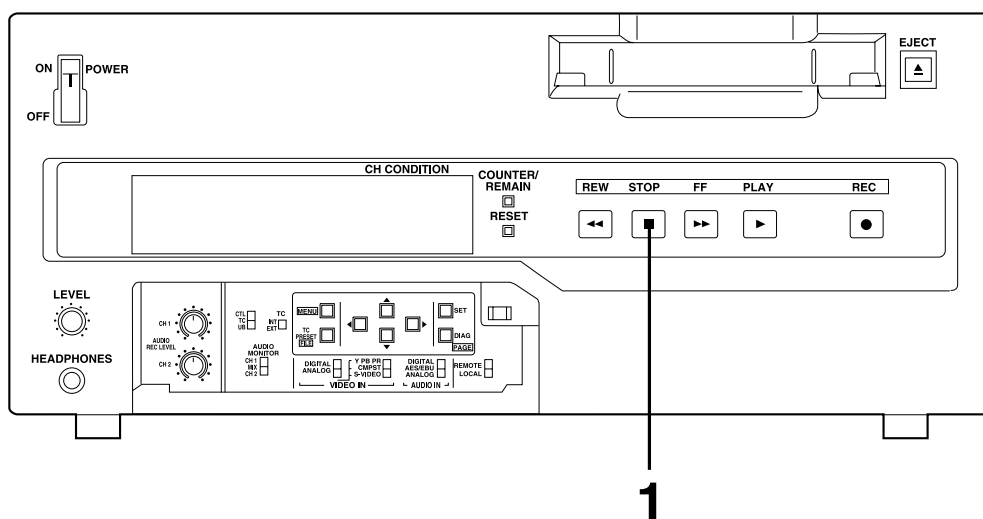 EJECT
ON POWER
OFF
CH CONDITION
COUNTER/
REMAIN
RESET
REW STOP FF PLAY REC
LEVEL
HEADPHONES
CH 1
AUDIO
REC LEVEL
CH 2
CTL
TC
UB
TC
INT
EXT
AUDIO
MONITOR
CH 1
MIX
CH 2
MENU
TC
PRESET
FILE
SET
DIAG
PAGE
DIGITAL
ANALOG
Y PB PR
CMPST
S-VIDEO
VIDEO IN
DIGITAL
AES/EBU
ANALOG
AUDIO IN
REMOTE
LOCAL
1